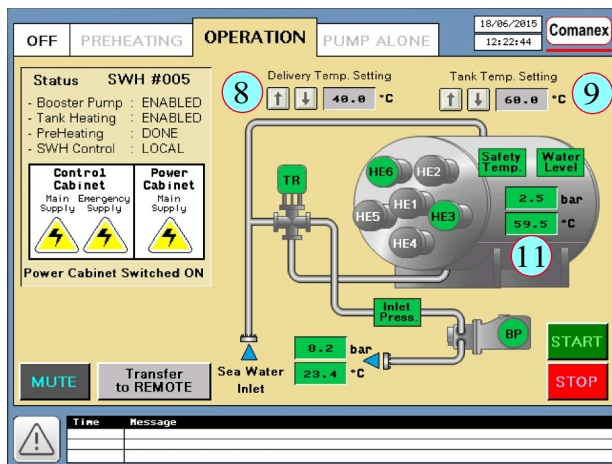 OFF PREHEATING OPERATION PUMP ALONE
18/06/2015
12:22:44
Comanex
Status SWH #005
- Booster Pump : ENABLED
- Tank Heating : ENABLED
- PreHeating : DONE
- SWH Control : LOCAL
Control Cabinet
Main Supply
Emergency Supply
Power Cabinet
Main Supply
Power Cabinet Switched ON
8
Delivery Temp. Setting
40.0 °C
Tank Temp. Setting
60.0 °C
9
TR
HE6
HE2
HE1
HE5
HE3
HE4
Safety Temp.
Water Level
2.5 bar
59.5 °C
11
Inlet Press.
BP
8.2 bar
23.4 °C
Sea Water Inlet
START
STOP
MUTE
Transfer to REMOTE
Time Message